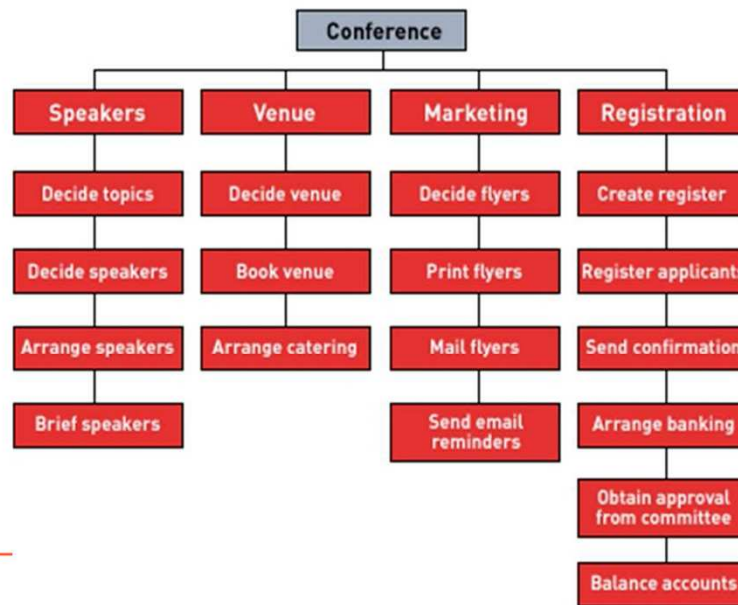 Conference
Speakers
Decide topics
Decide speakers
Arrange speakers
Brief speakers
Venue
Decide venue
Book venue
Arrange catering
Marketing
Decide flyers
Print flyers
Mail flyers
Send email
reminders
Registration
Create register
Register applicants
Send confirmation
Arrange banking
Obtain approval
from committee
Balance accounts